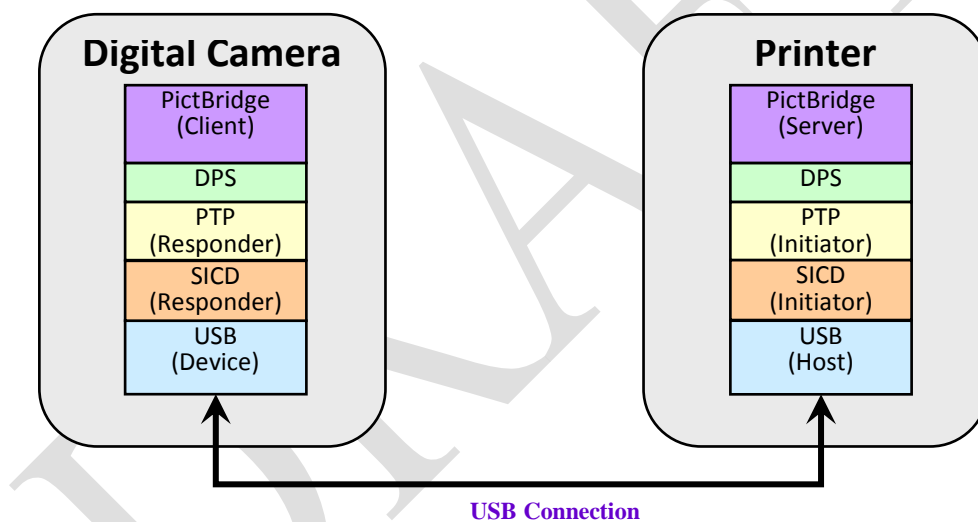 Digital Camera
PictBridge
(Client)
DPS
PTP
(Responder)
SICD
(Responder)
USB
(Device)
Printer
PictBridge
(Server)
DPS
PTP
(Initiator)
SICD
(Initiator)
USB
(Host)
USB Connection